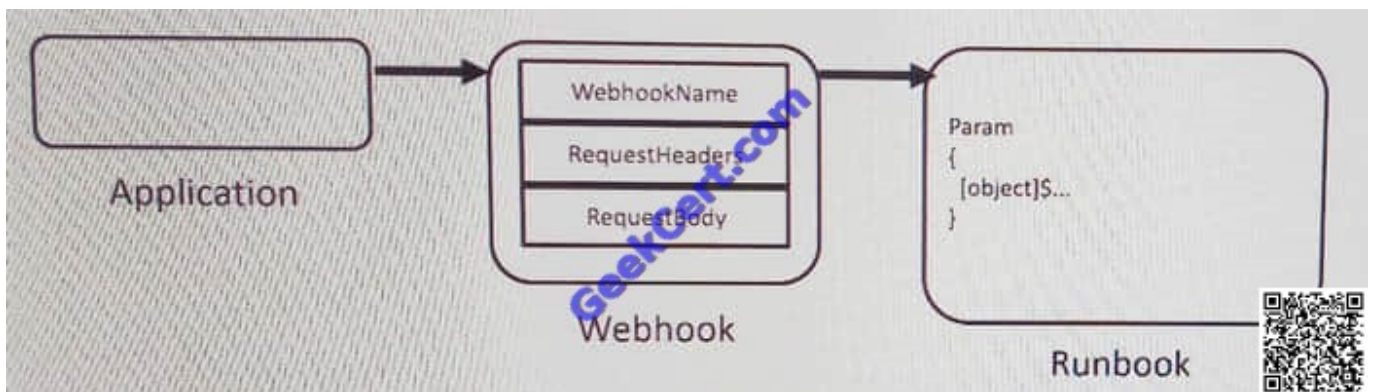 Application
WebhookName
RequestHeaders
RequestBody
Webhook
Param
{
[object]$...
}
Runbook
GeekCert.com